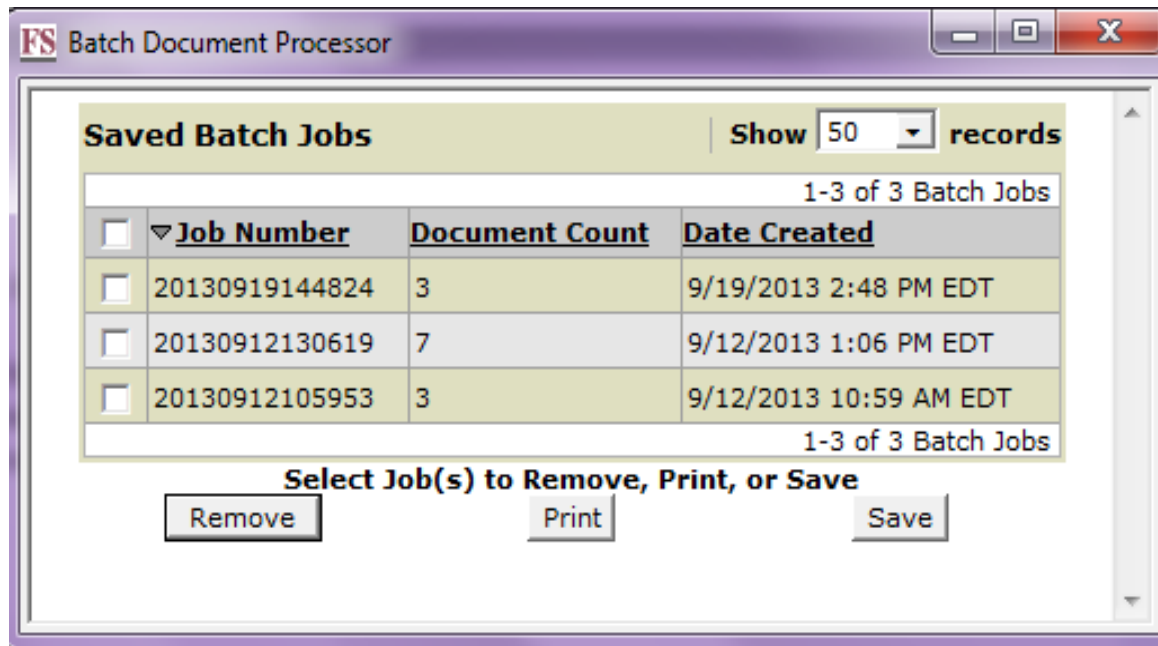 FS Batch Document Processor X
Saved Batch Jobs Show 50 records
1-3 of 3 Batch Jobs
Job Number Document Count Date Created
20130919144824 3 9/19/2013 2:48 PM EDT
20130912130619 7 9/12/2013 1:06 PM EDT
20130912105953 3 9/12/2013 10:59 AM EDT
1-3 of 3 Batch Jobs
Select Job(s) to Remove, Print, or Save
Remove Print Save